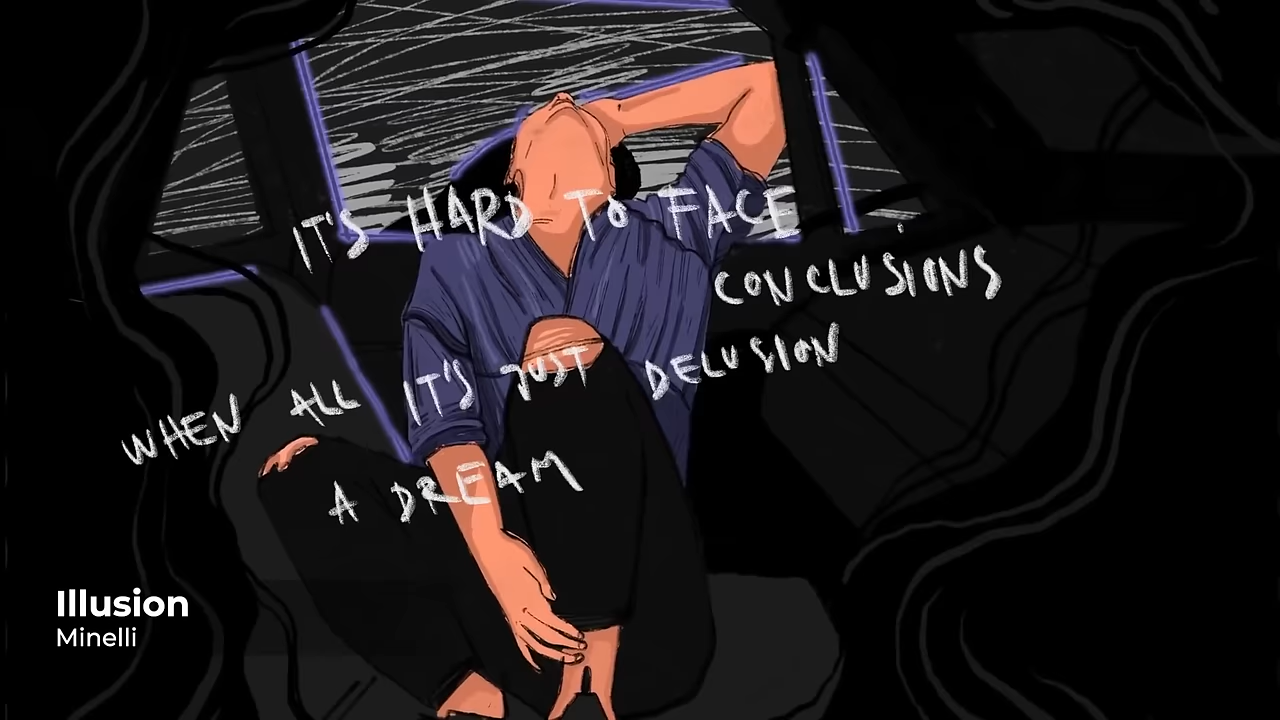 IT'S HARD TO FACE
CONCLUSIONS
WHEN ALL IT'S JUST DELUSION
A DREAM
Illusion
Minelli